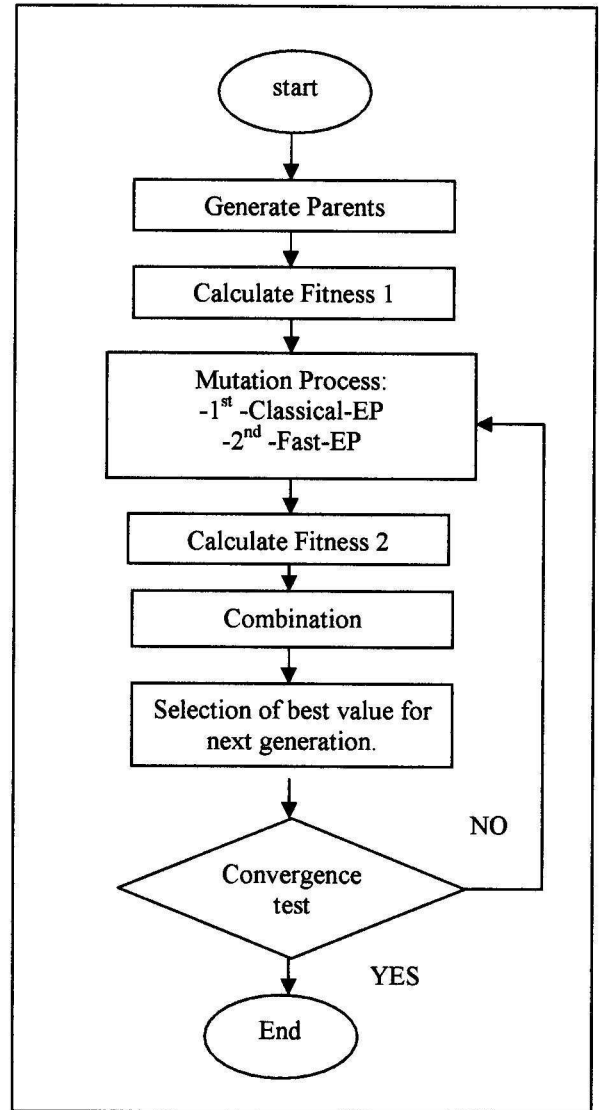 start
Generate Parents
Calculate Fitness 1
Mutation Process:
-1st -Classical-EP
-2nd -Fast-EP
Calculate Fitness 2
Combination
Selection of best value for
next generation.
NO
Convergence
test
YES
End